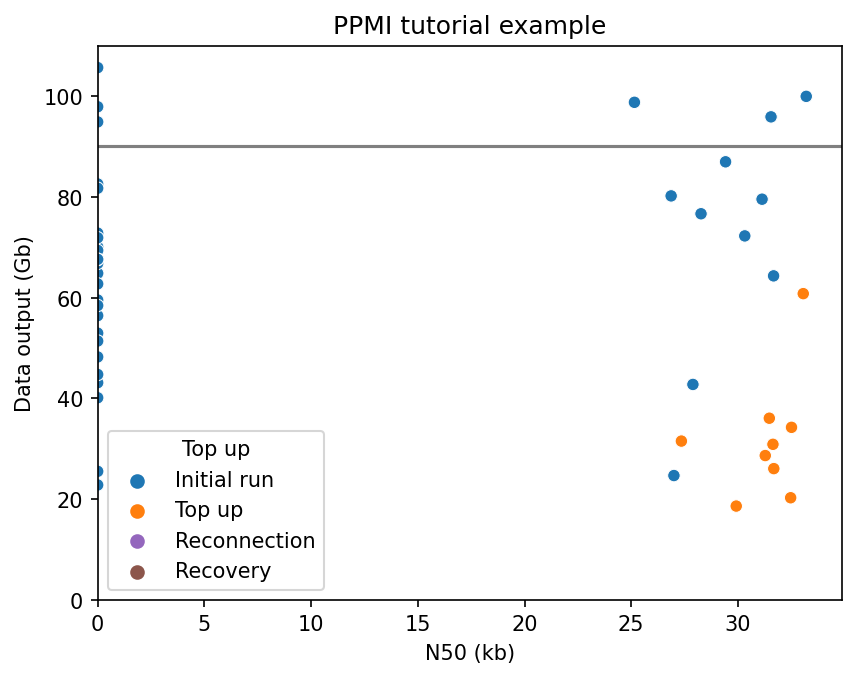 PPMI tutorial example
Data output (Gb)
100
80
60
40
20
0
Top up
Initial run
Top up
Reconnection
Recovery
0 5 10 15 20 25 30
N50 (kb)